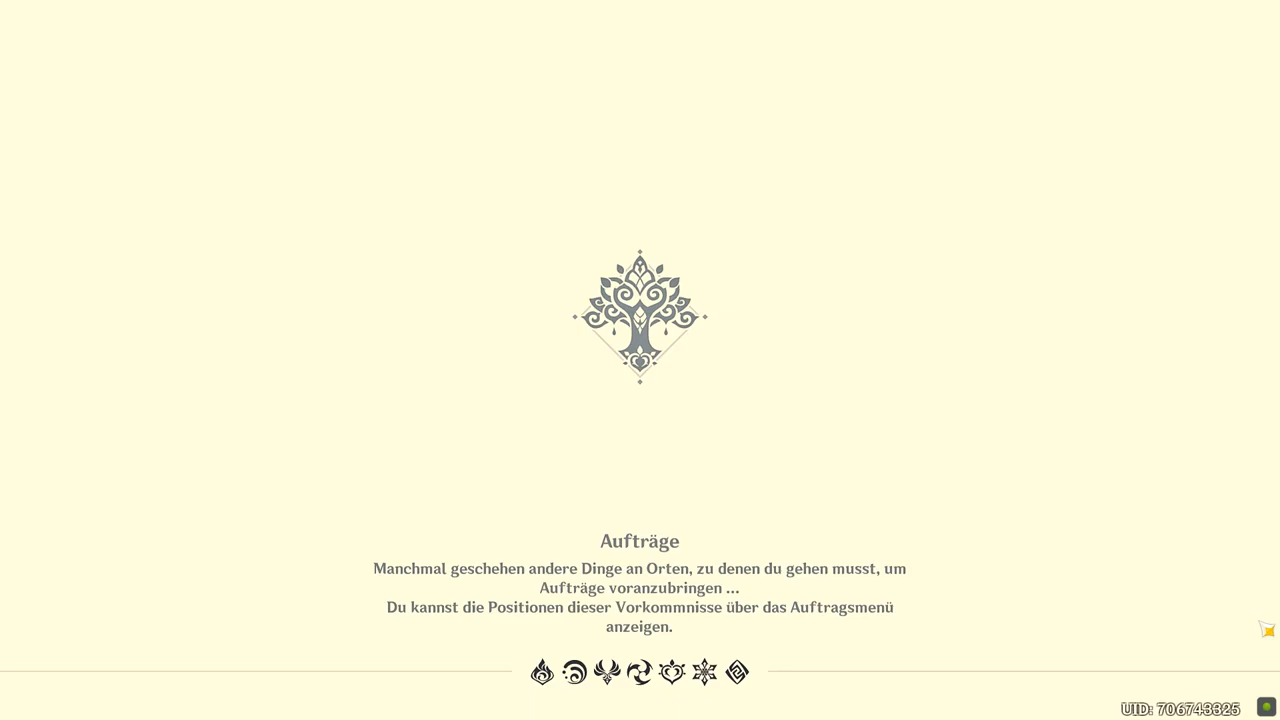 Aufträge
Manchmal geschehen andere Dinge an Orten, zu denen du gehen musst, um
Aufträge voranzubringen ...
Du kannst die Positionen dieser Vorkommnisse über das Auftragsmenü
anzeigen.
UID: 706743325